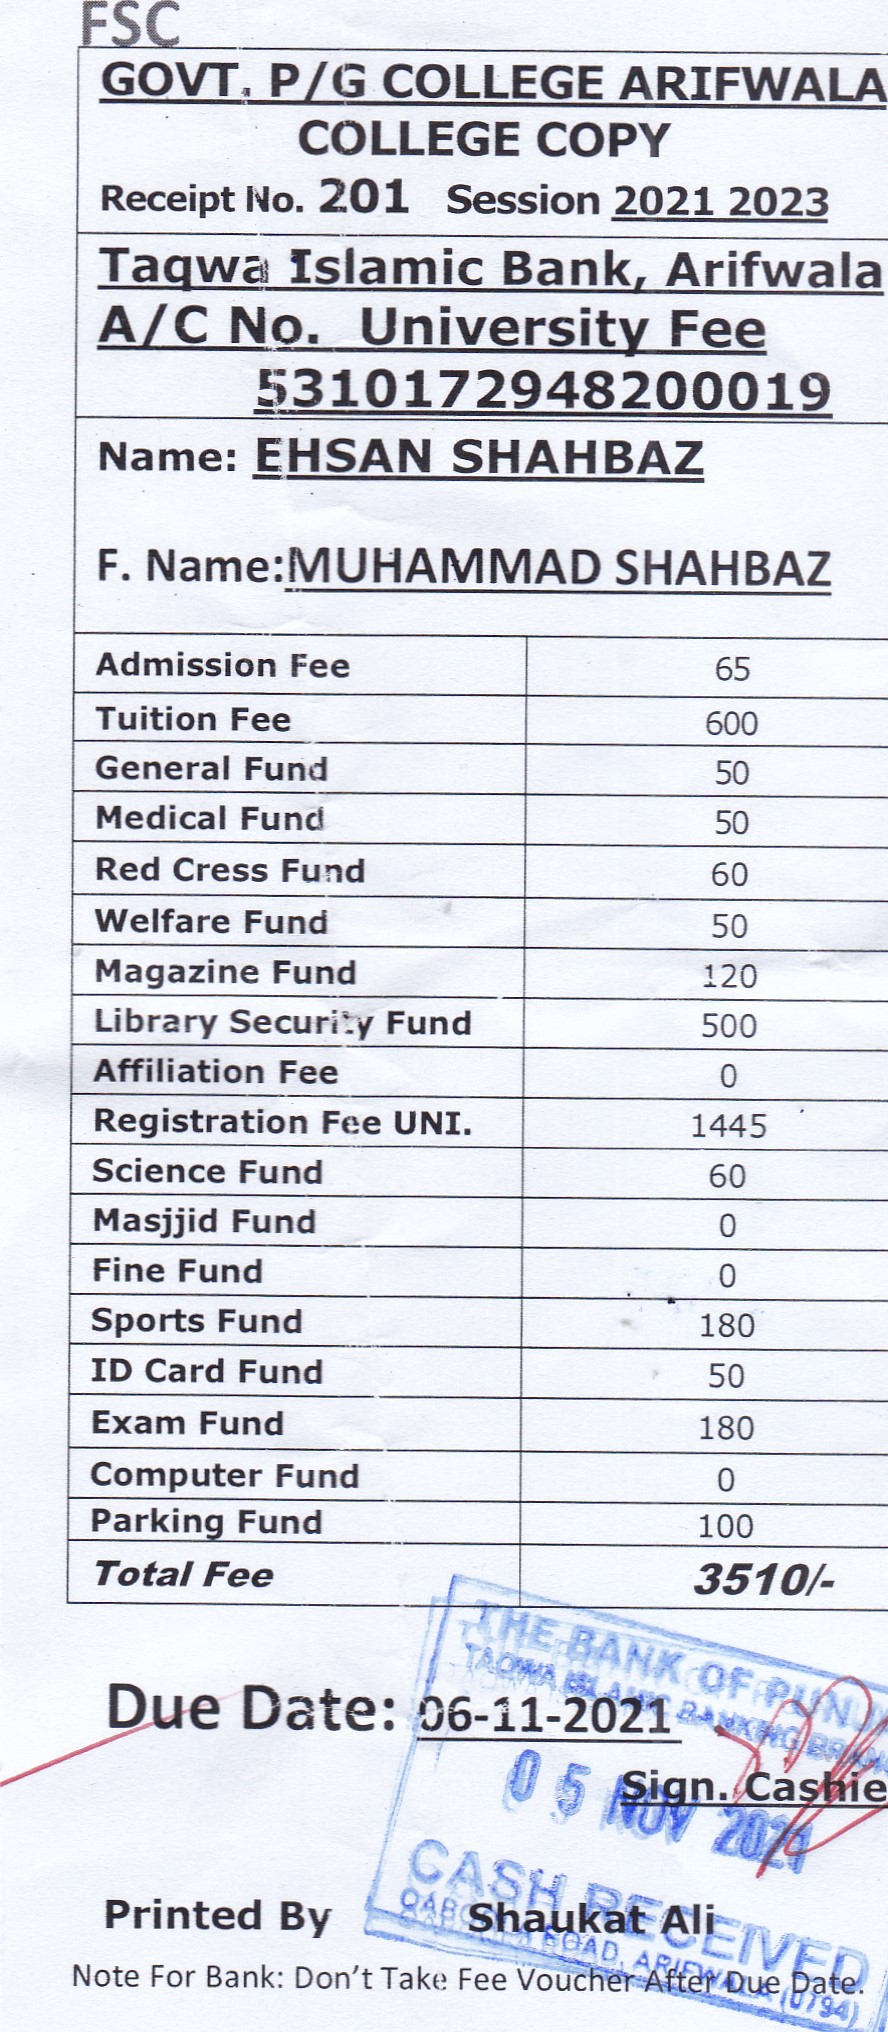 FSC
GOVT. P/G COLLEGE ARIFWALA
COLLEGE COPY
Receipt No. 201 Session 2021 2023
Taqwa Islamic Bank, Arifwala
A/C No. University Fee
5310172948200019
Name: EHSAN SHAHBAZ
F. Name:MUHAMMAD SHAHBAZ
Admission Fee 65
Tuition Fee 600
General Fund 50
Medical Fund 50
Red Cress Fund 60
Welfare Fund 50
Magazine Fund 120
Library Security Fund 500
Affiliation Fee 0
Registration Fee UNI. 1445
Science Fund 60
Masjjid Fund 0
Fine Fund 0
Sports Fund 180
ID Card Fund 50
Exam Fund 180
Computer Fund 0
Parking Fund 100
Total Fee 3510/-
THE BANK OF PUNJ
TAQWA ISLAMIC BANKING BRAN
Due Date: 06-11-2021
Sign. Cashie
05 NOV 2021
CASH RECEIVED
Printed By Shaukat Ali
ROAD, ARIFWALA (0794)
Note For Bank: Don't Take Fee Voucher After Due Date.